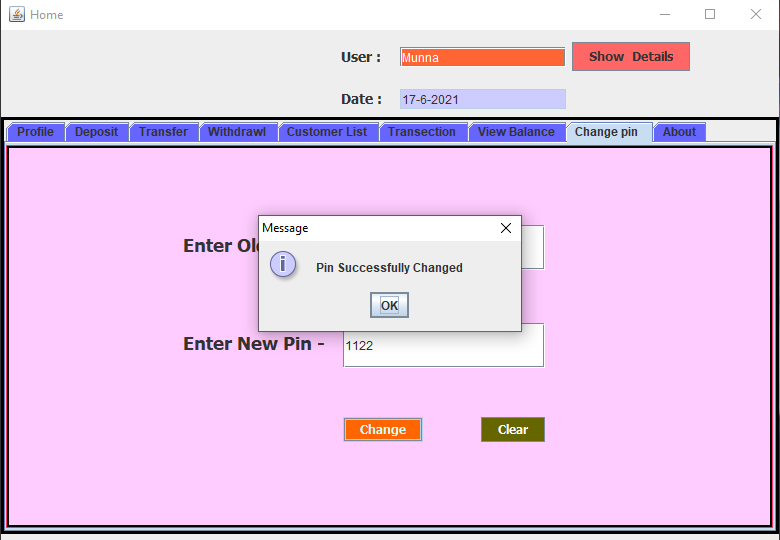 Home
User :
Munna
Show Details
Date :
17-6-2021
Profile
Deposit
Transfer
Withdrawl
Customer List
Transection
View Balance
Change pin
About
Message
Enter Ol
Pin Successfully Changed
OK
Enter New Pin -
1122
Change
Clear